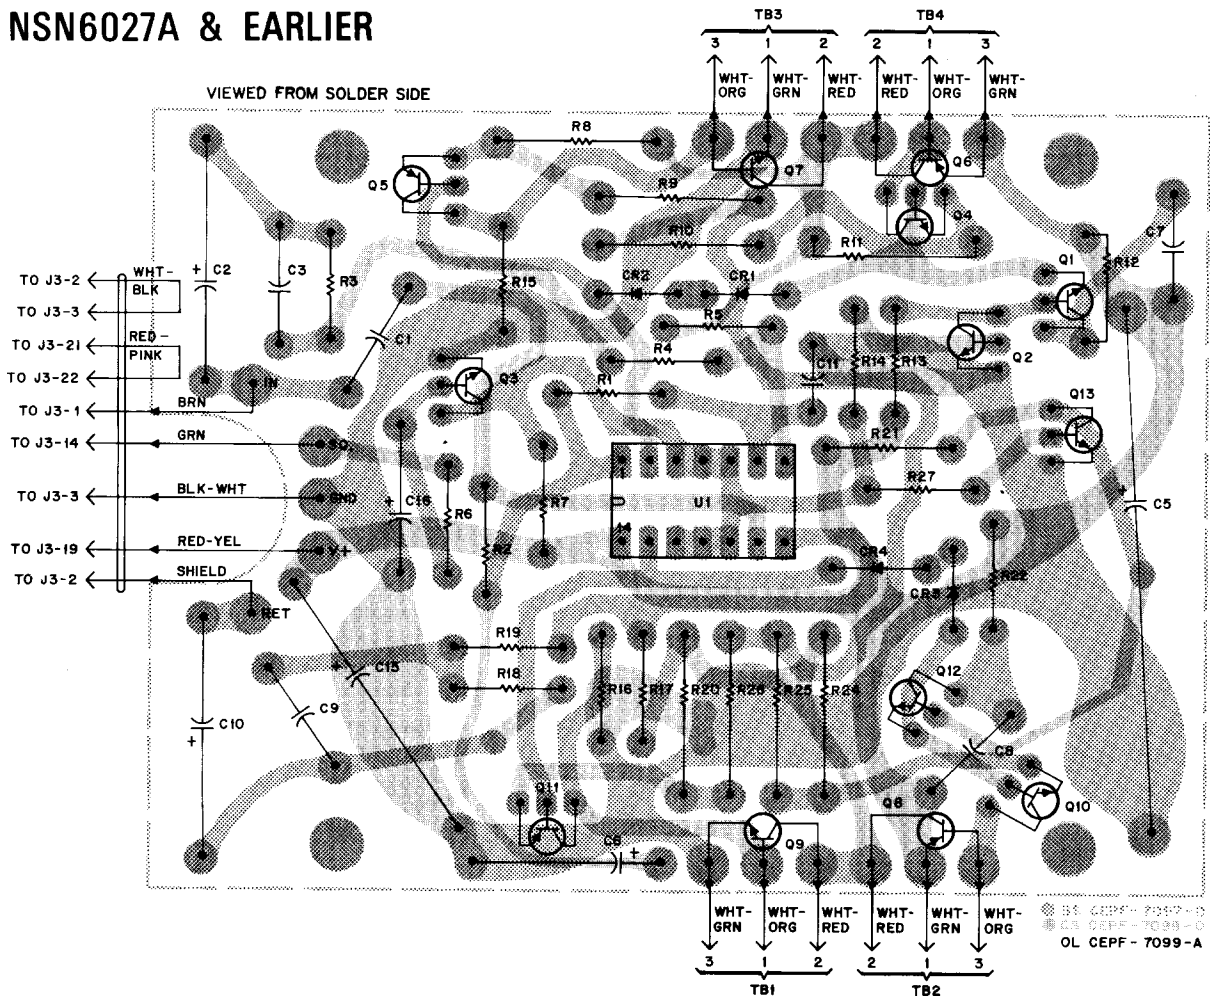 NSN6027A & EARLIER
VIEWED FROM SOLDER SIDE
TB3
TB4
3 1 2
2 1 3
WHT-ORG
WHT-GRN
WHT-RED
WHT-RED
WHT-ORG
WHT-GRN
R8
Q5
Q7
Q6
R9
Q4
R10
R11
C7
TO J3-2
WHT-BLK
TO J3-3
TO J3-21
RED-PINK
TO J3-22
TO J3-1
BRN
TO J3-14
GRN
TO J3-3
BLK-WHT
TO J3-19
RED-YEL
TO J3-2
SHIELD
+ C2
C3
R3
R15
CR2
CR1
Q1
R12
C1
R5
Q2
R4
C11
R14
R13
IN
Q3
R1
Q13
SQ
R21
1
U1
14
R27
GND
+
C16
R6
R2
R7
+
C5
V+
CR4
CR3
R22
RET
R19
R18
+
C15
R16
R17
R20
R26
R25
R24
Q12
C10
+
C9
C8
Q11
Q8
Q10
Q9
C6
+
WHT-GRN
WHT-ORG
WHT-RED
WHT-RED
WHT-GRN
WHT-ORG
3 1 2
2 1 3
TB1
TB2
OL CEPF-7099-A